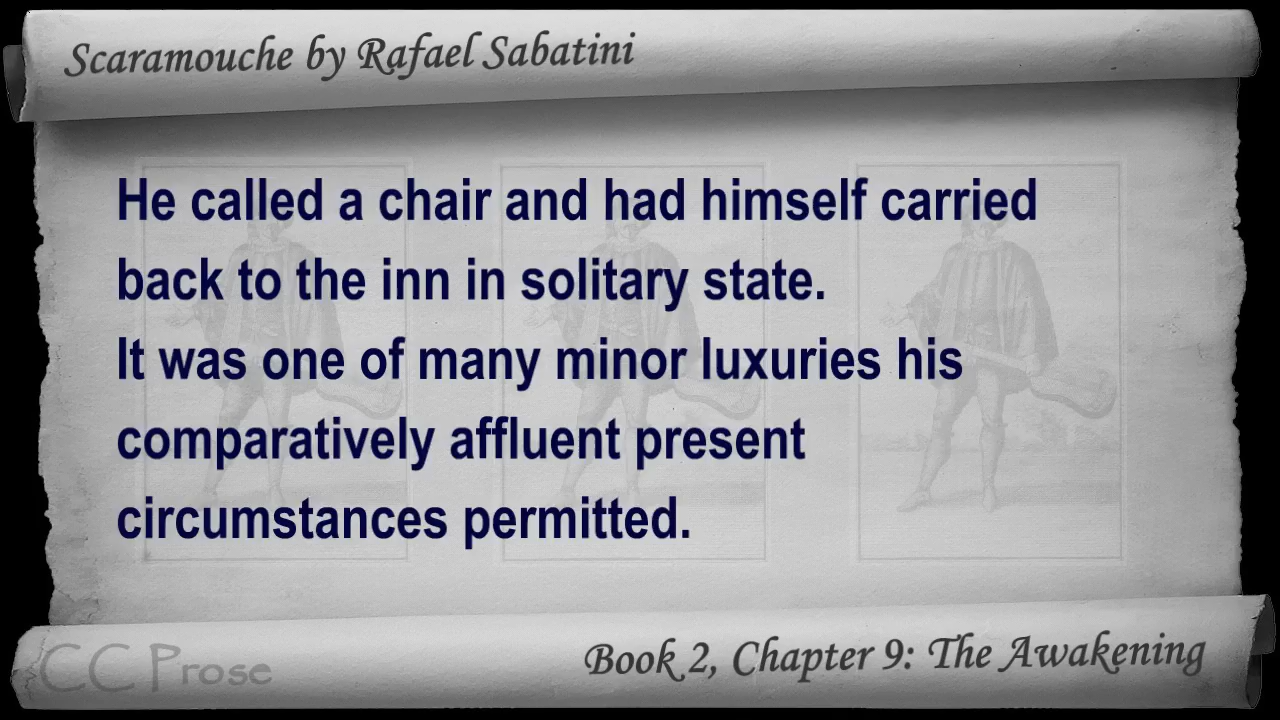 Scaramouche by Rafael Sabatini
He called a chair and had himself carried
back to the inn in solitary state.
It was one of many minor luxuries his
comparatively affluent present
circumstances permitted.
CC Prose
Book 2, Chapter 9: The Awakening